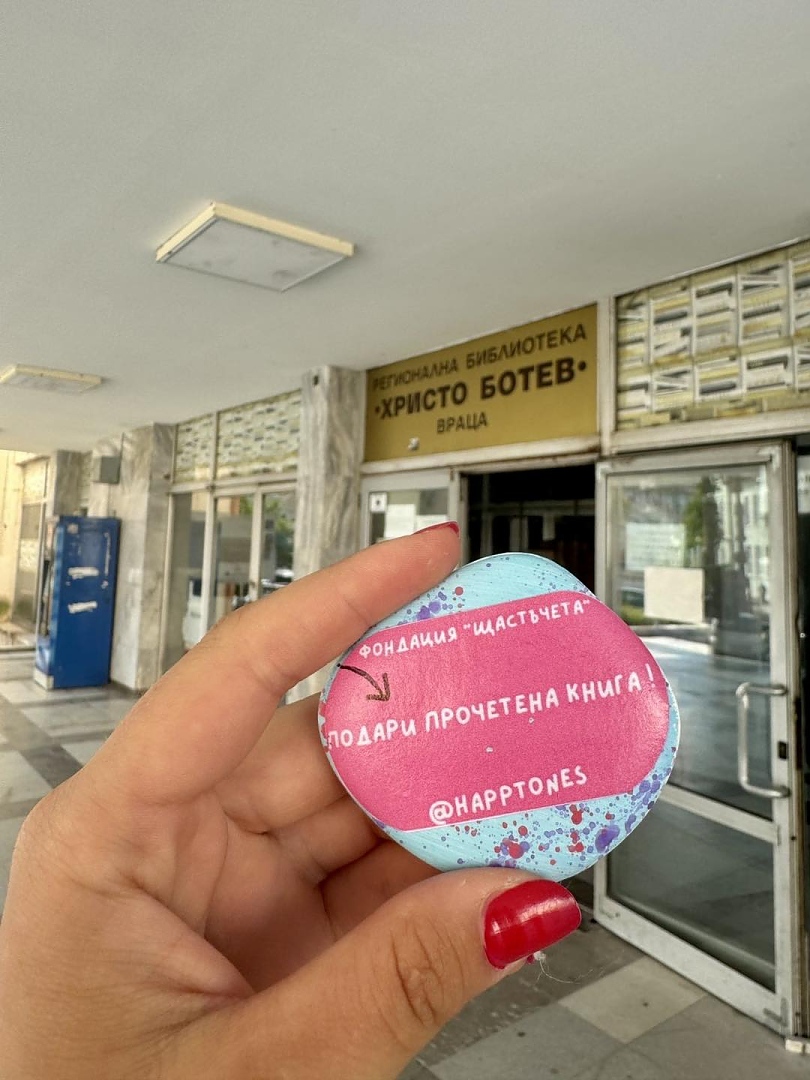 РЕГИОНАЛНА БИБЛИОТЕКА
•ХРИСТО БОТЕВ•
ВРАЦА
ФОНДАЦИЯ "ЩАСТЪЧЕТА"
ПОДАРИ ПРОЧЕТЕНА КНИГА!
@HAPPTONES